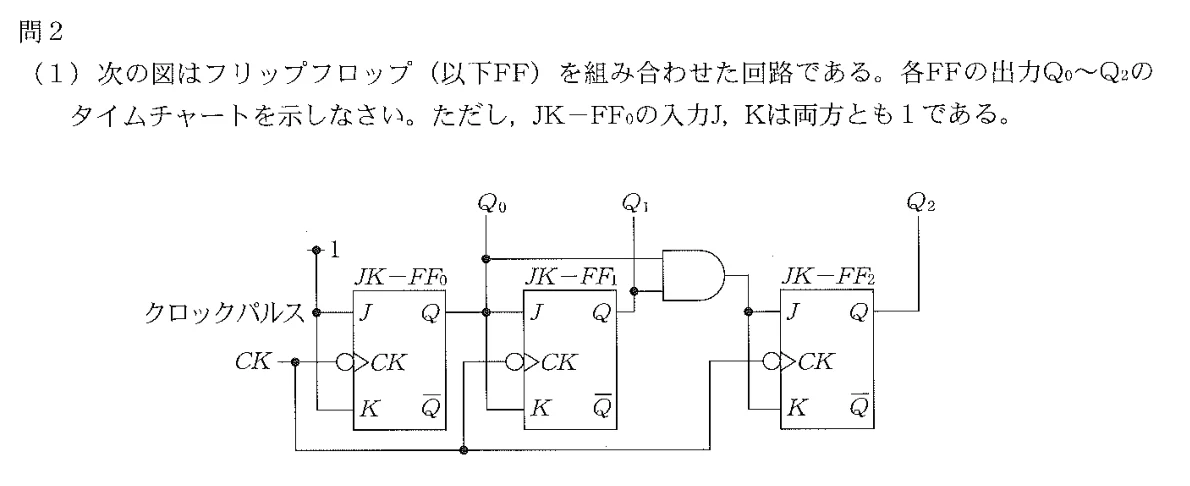 問２
（１）次の図はフリップフロップ（以下FF）を組み合わせた回路である。各FFの出力Q₀～Q₂の
タイムチャートを示しなさい。ただし，JK－FF₀の入力J，Kは両方とも１である。
Q₀ Q₁ Q₂
1
JK－FF₀ JK－FF₁ JK－FF₂
クロックパルス J Q J Q J Q
CK CK CK CK
K Q̅ K Q̅ K Q̅